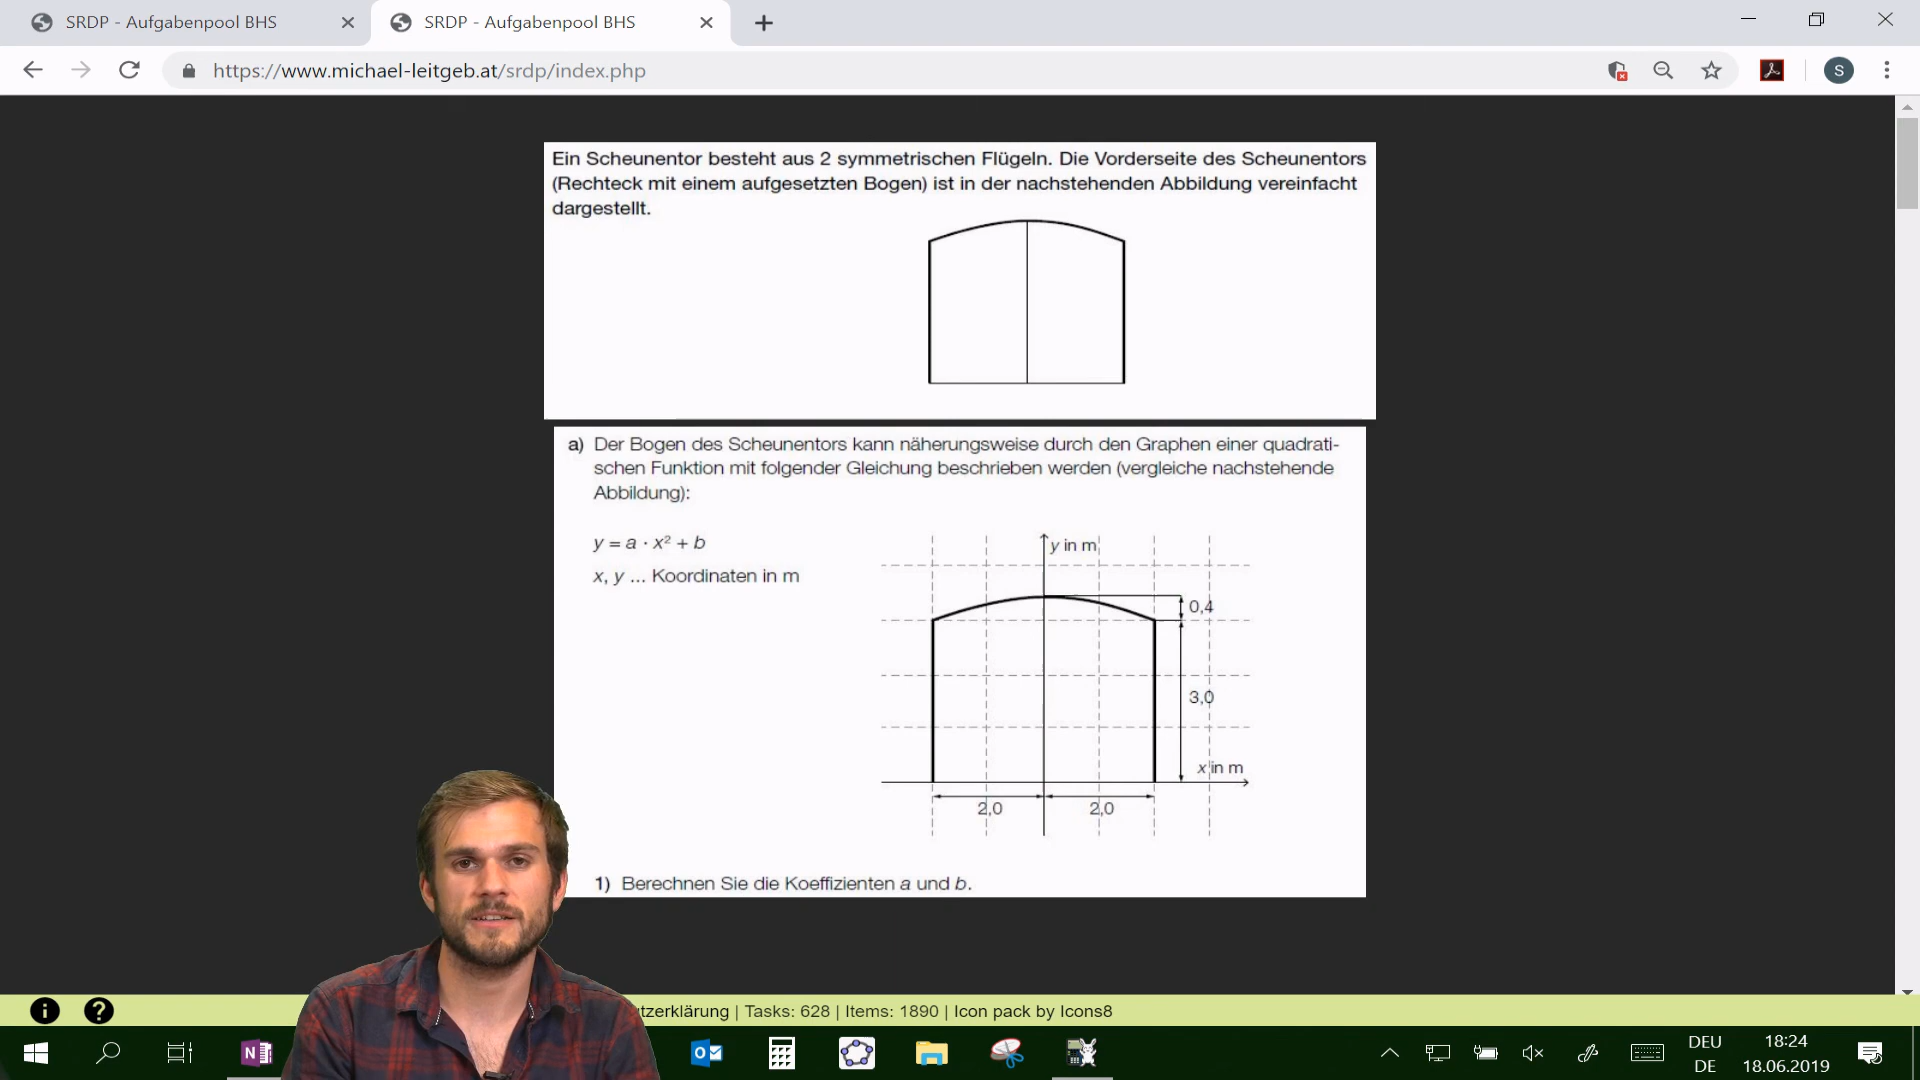 SRDP - Aufgabenpool BHS
SRDP - Aufgabenpool BHS
https://www.michael-leitgeb.at/srdp/index.php
S
Ein Scheunentor besteht aus 2 symmetrischen Flügeln. Die Vorderseite des Scheunentors
(Rechteck mit einem aufgesetzten Bogen) ist in der nachstehenden Abbildung vereinfacht
dargestellt.
a) Der Bogen des Scheunentors kann näherungsweise durch den Graphen einer quadrati-
schen Funktion mit folgender Gleichung beschrieben werden (vergleiche nachstehende
Abbildung):
y = a · x² + b
x, y ... Koordinaten in m
y in m
0,4
3,0
x in m
2,0
2,0
1) Berechnen Sie die Koeffizienten a und b.
| Tasks: 628 | Items: 1890 | Icon pack by Icons8
DEU
DE
18:24
18.06.2019